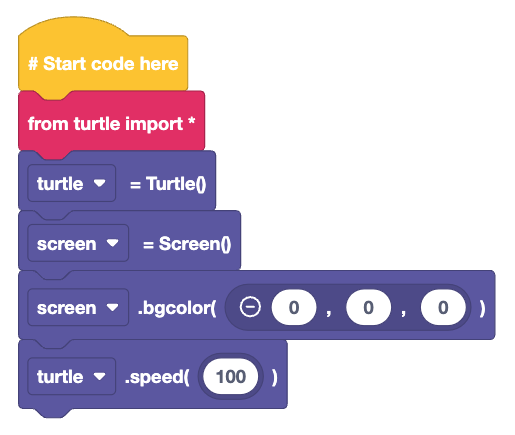 # Start code here
from turtle import *
turtle = Turtle()
screen = Screen()
screen .bgcolor( 0 , 0 , 0 )
turtle .speed( 100 )